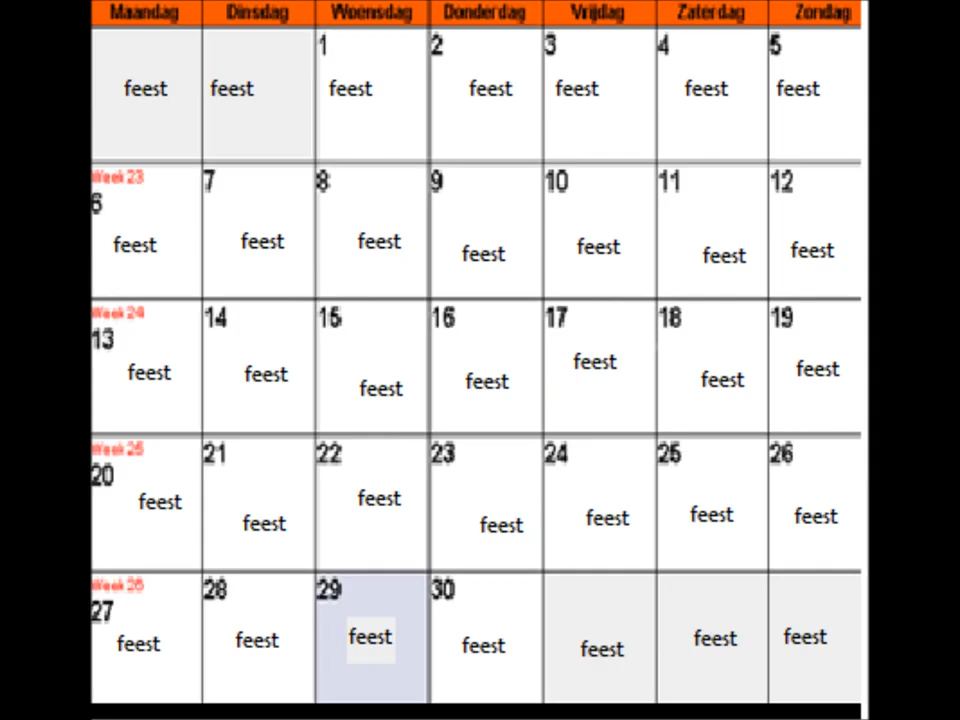 Maandag Dinsdag Woensdag Donderdag Vrijdag Zaterdag Zondag
1 2 3 4 5
feest feest feest feest feest feest feest
Week 23
6 7 8 9 10 11 12
feest feest feest feest feest feest feest
Week 24
13 14 15 16 17 18 19
feest feest feest feest feest feest feest
Week 25
20 21 22 23 24 25 26
feest feest feest feest feest feest feest
Week 26
27 28 29 30
feest feest feest feest feest feest feest